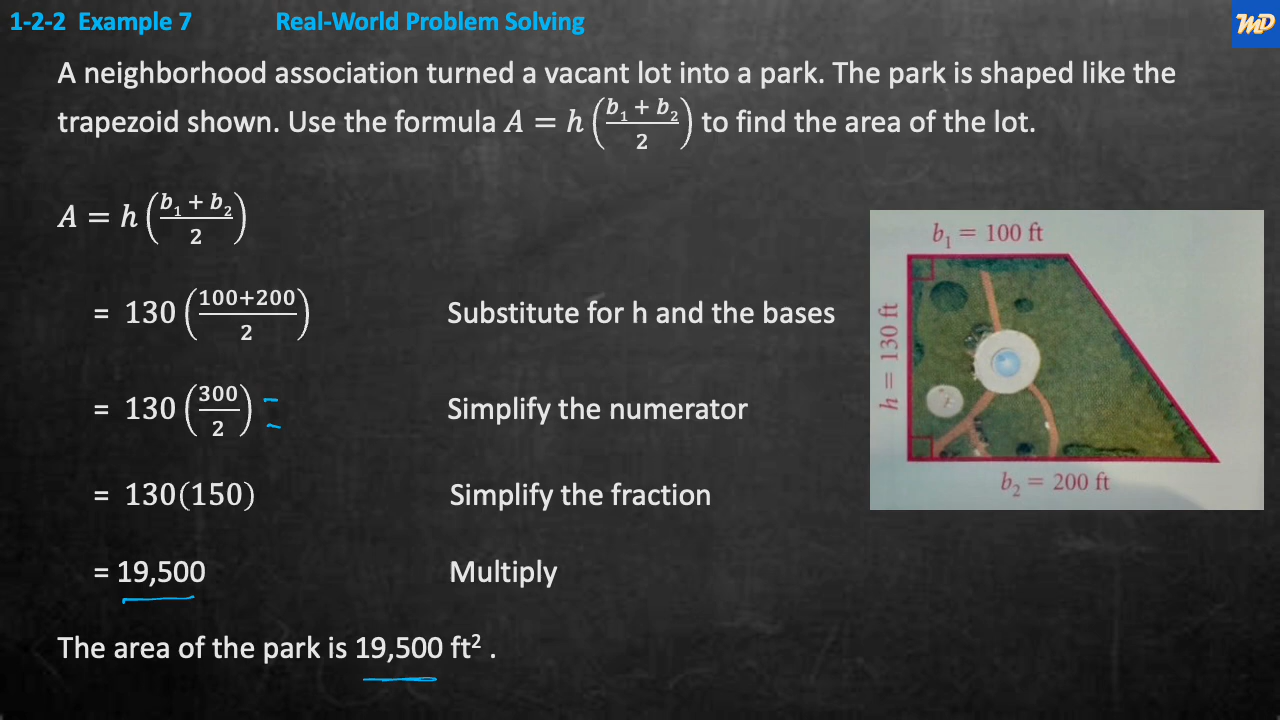 1-2-2 Example 7 Real-World Problem Solving
MD
A neighborhood association turned a vacant lot into a park. The park is shaped like the
trapezoid shown. Use the formula A = h ((b₁ + b₂)/2) to find the area of the lot.
A = h ((b₁ + b₂)/2)
= 130 ((100+200)/2) Substitute for h and the bases
= 130 (300/2) = Simplify the numerator
= 130(150) Simplify the fraction
= 19,500 Multiply
The area of the park is 19,500 ft² .
b₁ = 100 ft
h = 130 ft
b₂ = 200 ft